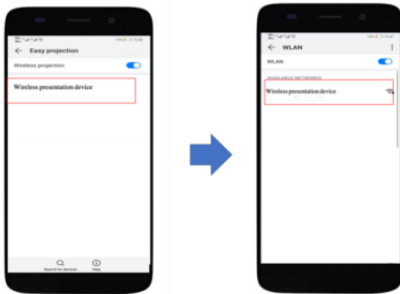 Easy projection
Wireless projection
Wireless presentation device
Search for devices
Help
WLAN
WLAN
AVAILABLE NETWORKS
Wireless presentation device